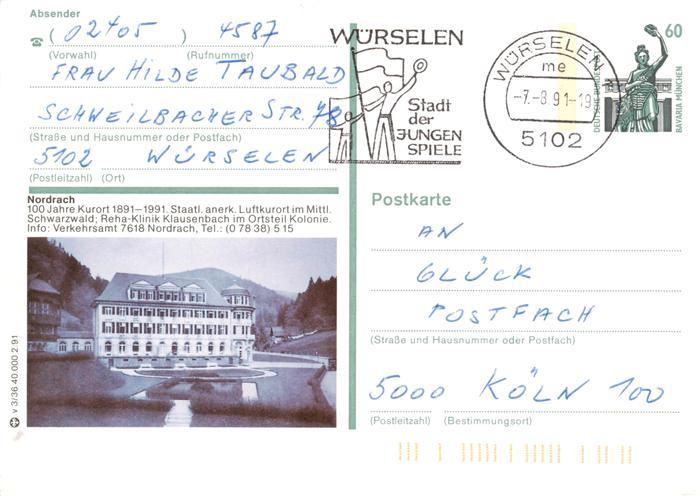 Absender
☎ ( 02405 ) 4587
(Vorwahl) (Rufnummer)
FRAU HILDE TAUBALD
SCHWEILBACHER STR. 78
(Straße und Hausnummer oder Postfach)
5102 WÜRSELEN
(Postleitzahl) (Ort)
Nordrach
100 Jahre Kurort 1891–1991. Staatl. anerk. Luftkurort im Mittl.
Schwarzwald; Reha-Klinik Klausenbach im Ortsteil Kolonie.
Info: Verkehrsamt 7618 Nordrach, Tel.: (0 78 38) 5 15
v 3/36 40.000 2.91
WÜRSELEN
Stadt
der
JUNGEN
SPIELE
WÜRSELEN
me
-7.-8.91-19
5102
60
DEUTSCHE BUNDESPOST
BAVARIA MÜNCHEN
Postkarte
AN
GLÜCK
POSTFACH
(Straße und Hausnummer oder Postfach)
5000 KÖLN 100
(Postleitzahl) (Bestimmungsort)